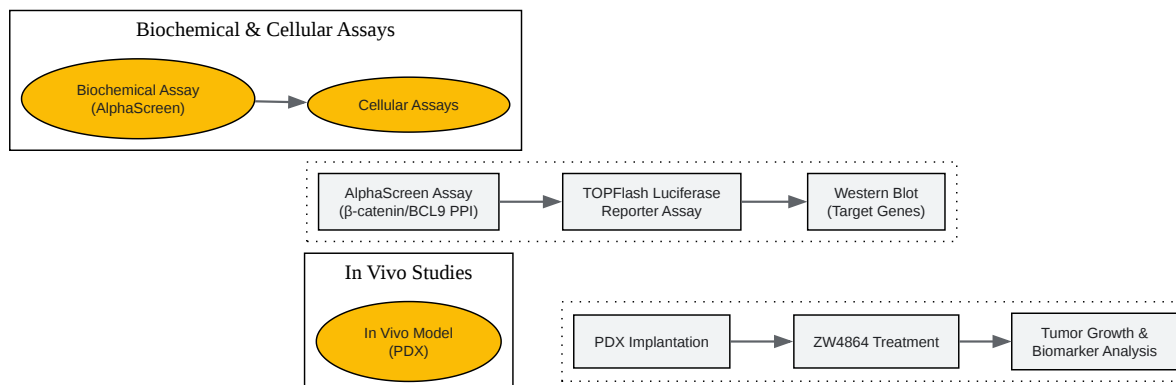 Biochemical & Cellular Assays
Biochemical Assay
(AlphaScreen)
Cellular Assays
AlphaScreen Assay
(β-catenin/BCL9 PPI)
TOPFlash Luciferase
Reporter Assay
Western Blot
(Target Genes)
In Vivo Studies
In Vivo Model
(PDX)
PDX Implantation
ZW4864 Treatment
Tumor Growth &
Biomarker Analysis